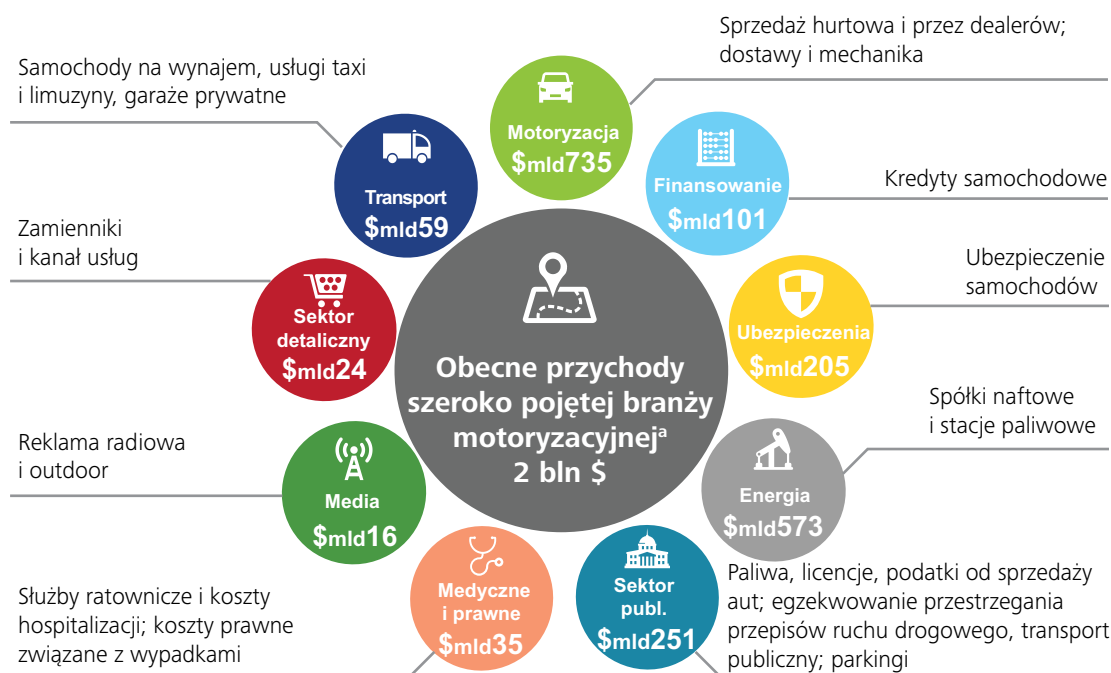 Sprzedaż hurtowa i przez dealerów;
dostawy i mechanika
Samochody na wynajem, usługi taxi
i limuzyny, garaże prywatne
Motoryzacja
$mld735
Finansowanie
$mld101
Kredyty samochodowe
Transport
$mld59
Zamienniki
i kanał usług
Ubezpieczenie
samochodów
Sektor
detaliczny
$mld24
Ubezpieczenia
$mld205
Obecne przychody
szeroko pojętej branży
motoryzacyjnejᵃ
2 bln $
Spółki naftowe
i stacje paliwowe
Reklama radiowa
i outdoor
Media
$mld16
Energia
$mld573
Medyczne
i prawne
$mld35
Sektor
publ.
$mld251
Służby ratownicze i koszty
hospitalizacji; koszty prawne
związane z wypadkami
Paliwa, licencje, podatki od sprzedaży
aut; egzekwowanie przestrzegania
przepisów ruchu drogowego, transport
publiczny; parkingi